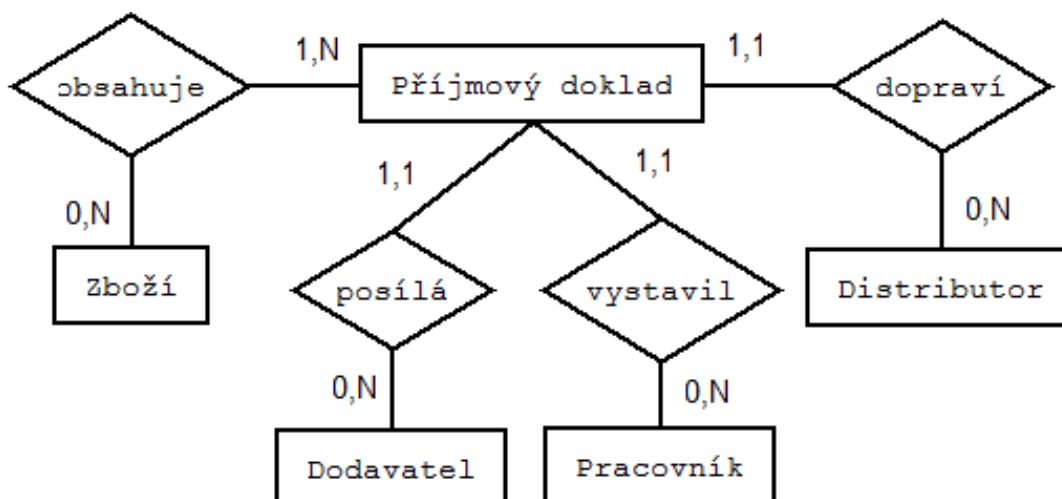 1,N
1,1
obsahuje
Příjmový doklad
dopraví
1,1
1,1
0,N
0,N
Zboží
posílá
vystavil
Distributor
0,N
0,N
Dodavatel
Pracovník